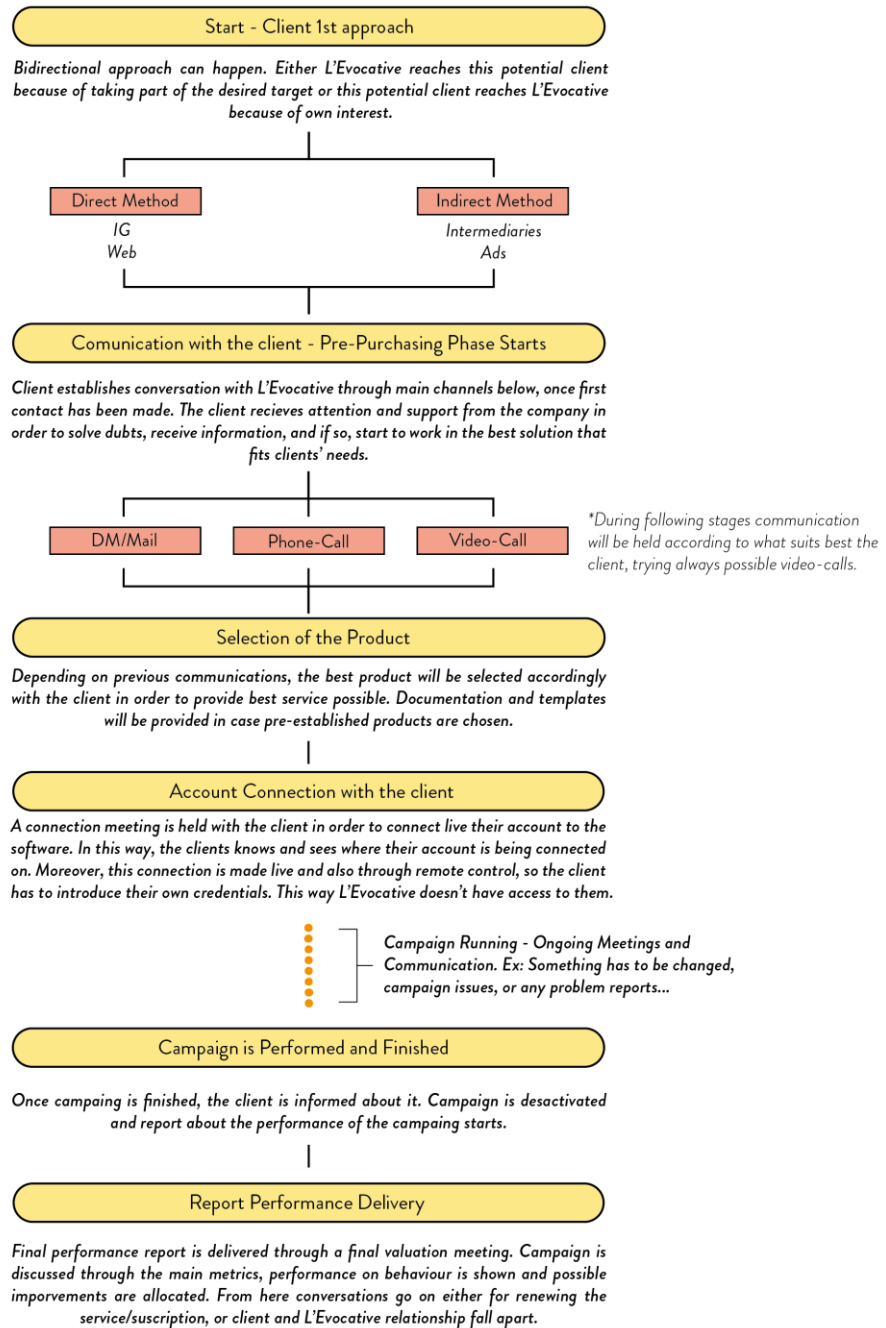 Start - Client 1st approach
Bidirectional approach can happen. Either L'Evocative reaches this potential client
because of taking part of the desired target or this potential client reaches L'Evocative
because of own interest.
Direct Method
IG
Web
Indirect Method
Intermediaries
Ads
Comunication with the client - Pre-Purchasing Phase Starts
Client establishes conversation with L'Evocative through main channels below, once first
contact has been made. The client recieves attention and support from the company in
order to solve dubts, receive information, and if so, start to work in the best solution that
fits clients' needs.
DM/Mail
Phone-Call
Video-Call
*During following stages communication
will be held according to what suits best the
client, trying always possible video-calls.
Selection of the Product
Depending on previous communications, the best product will be selected accordingly
with the client in order to provide best service possible. Documentation and templates
will be provided in case pre-established products are chosen.
Account Connection with the client
A connection meeting is held with the client in order to connect live their account to the
software. In this way, the clients knows and sees where their account is being connected
on. Moreover, this connection is made live and also through remote control, so the client
has to introduce their own credentials. This way L'Evocative doesn't have access to them.
Campaign Running - Ongoing Meetings and
Communication. Ex: Something has to be changed,
campaign issues, or any problem reports...
Campaign is Performed and Finished
Once campaing is finished, the client is informed about it. Campaign is desactivated
and report about the performance of the campaing starts.
Report Performance Delivery
Final performance report is delivered through a final valuation meeting. Campaign is
discussed through the main metrics, performance on behaviour is shown and possible
imporvements are allocated. From here conversations go on either for renewing the
service/suscription, or client and L'Evocative relationship fall apart.